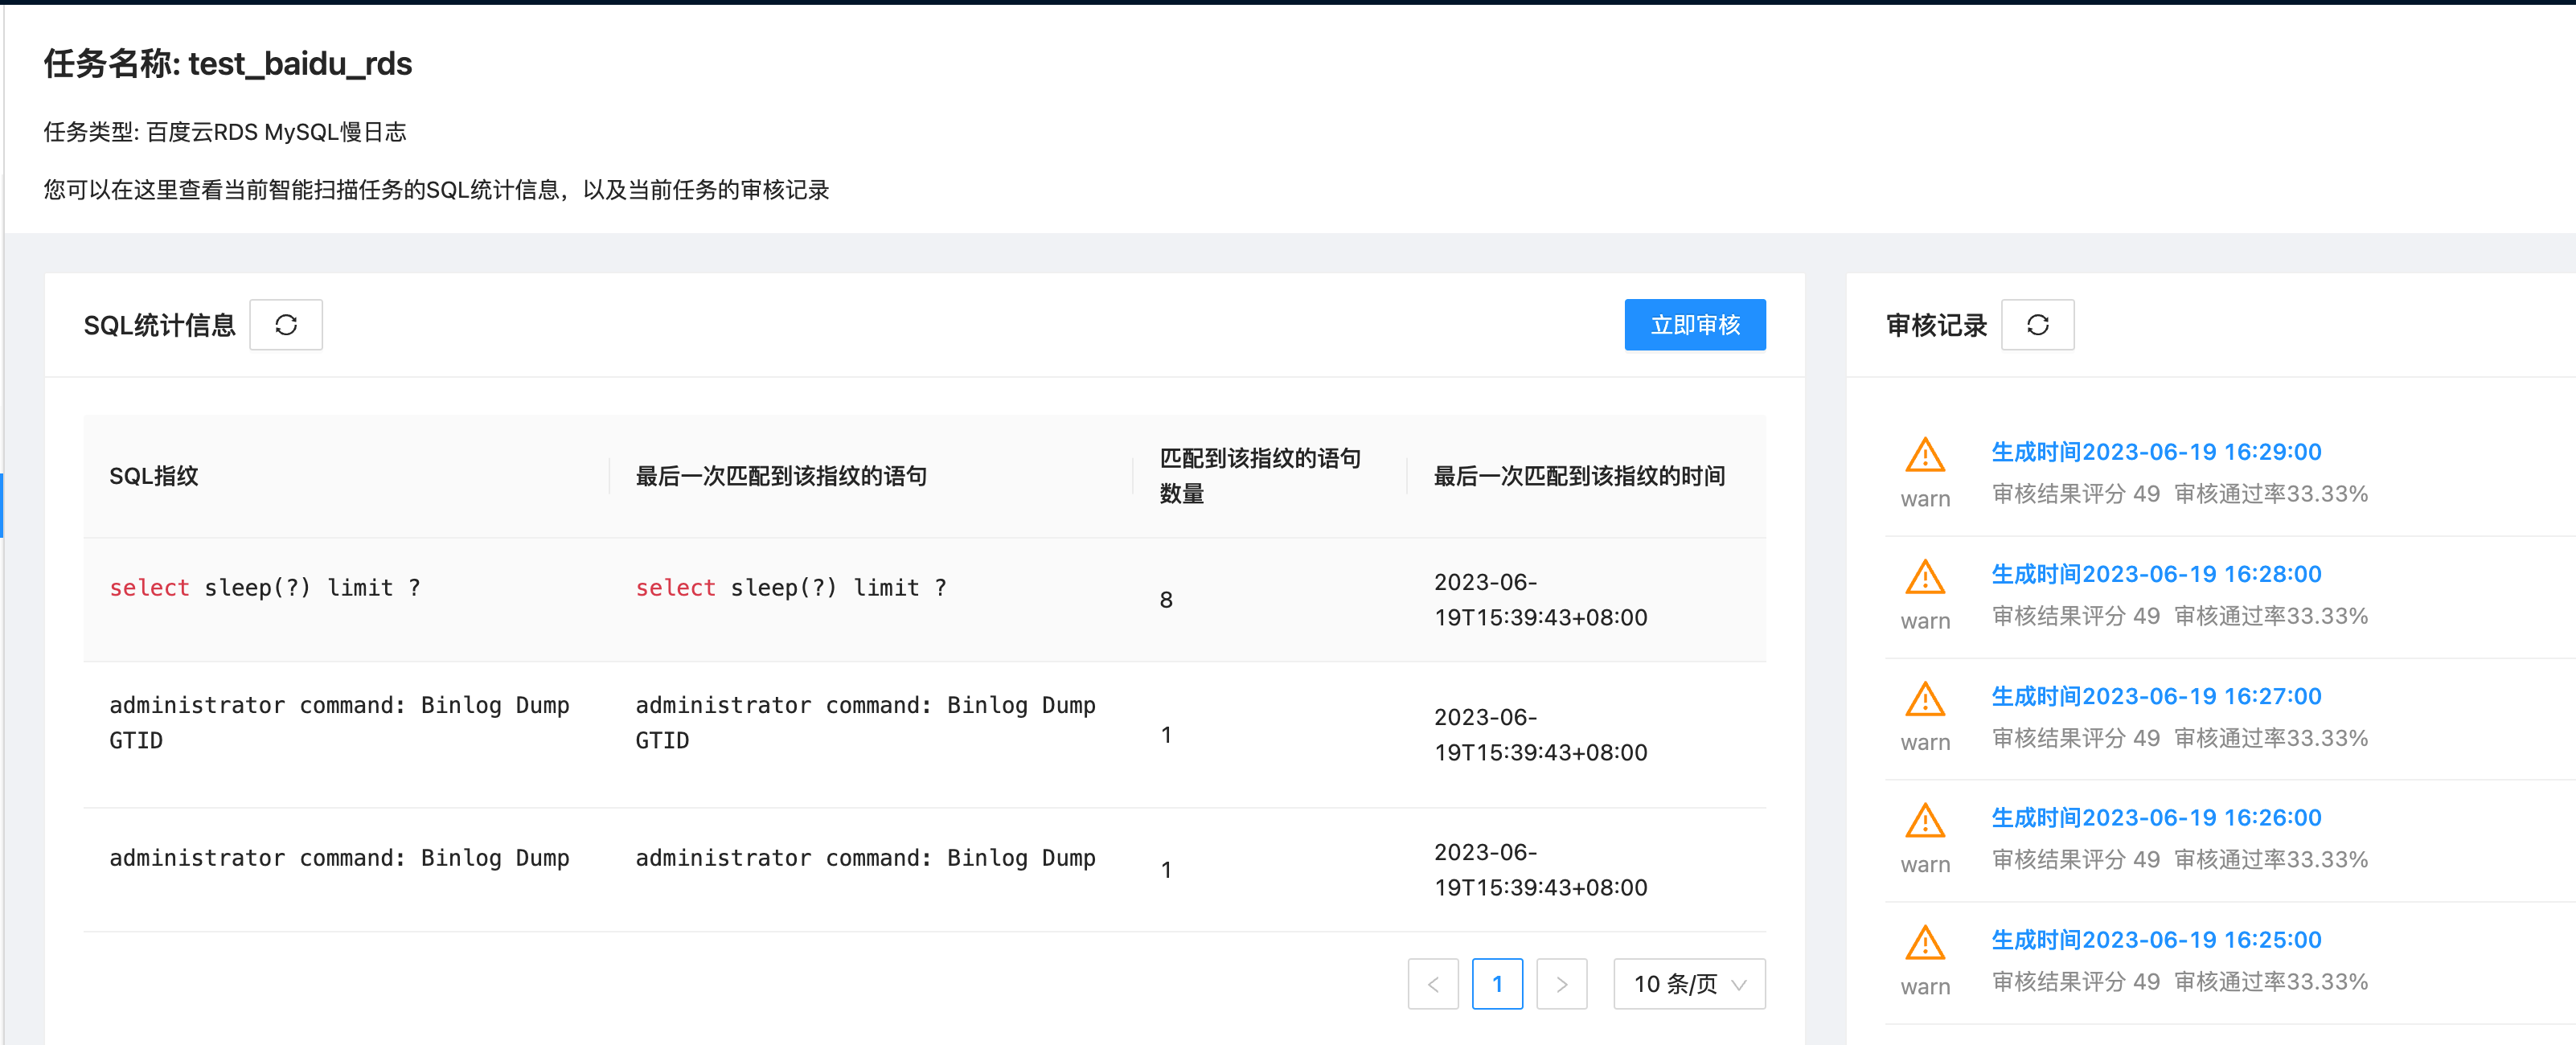 任务名称: test_baidu_rds
任务类型: 百度云RDS MySQL慢日志
您可以在这里查看当前智能扫描任务的SQL统计信息，以及当前任务的审核记录
SQL统计信息
立即审核
SQL指纹
最后一次匹配到该指纹的语句
匹配到该指纹的语句
数量
最后一次匹配到该指纹的时间
select sleep(?) limit ?
select sleep(?) limit ?
8
2023-06-
19T15:39:43+08:00
administrator command: Binlog Dump
GTID
administrator command: Binlog Dump
GTID
1
2023-06-
19T15:39:43+08:00
administrator command: Binlog Dump
administrator command: Binlog Dump
1
2023-06-
19T15:39:43+08:00
1
10 条/页
审核记录
生成时间2023-06-19 16:29:00
warn
审核结果评分 49 审核通过率33.33%
生成时间2023-06-19 16:28:00
warn
审核结果评分 49 审核通过率33.33%
生成时间2023-06-19 16:27:00
warn
审核结果评分 49 审核通过率33.33%
生成时间2023-06-19 16:26:00
warn
审核结果评分 49 审核通过率33.33%
生成时间2023-06-19 16:25:00
warn
审核结果评分 49 审核通过率33.33%